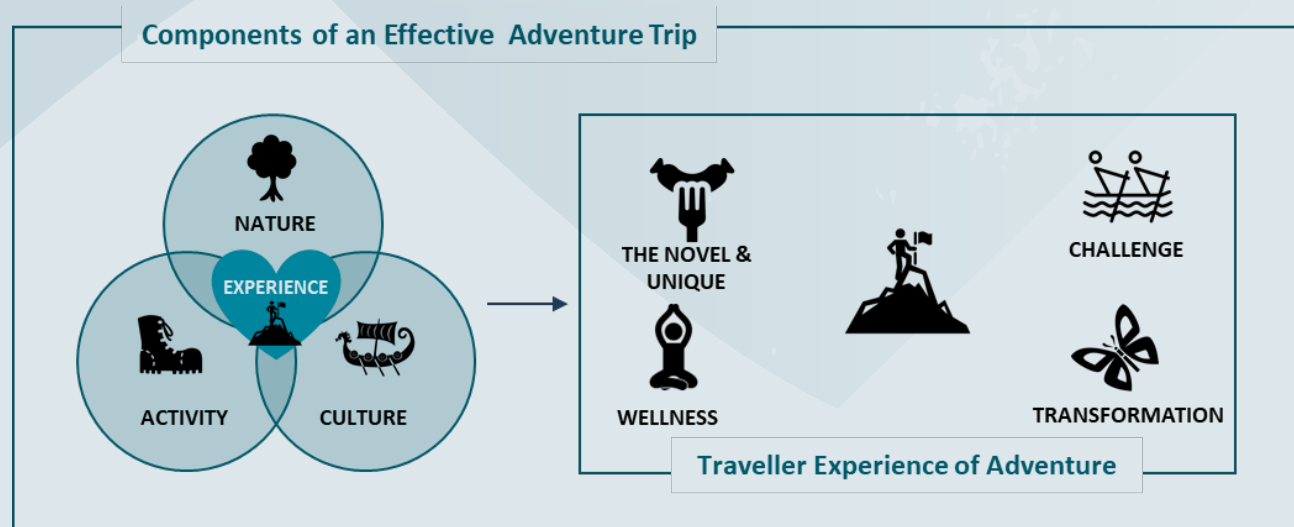 Components of an Effective Adventure Trip
NATURE
EXPERIENCE
ACTIVITY
CULTURE
THE NOVEL &
UNIQUE
CHALLENGE
WELLNESS
TRANSFORMATION
Traveller Experience of Adventure